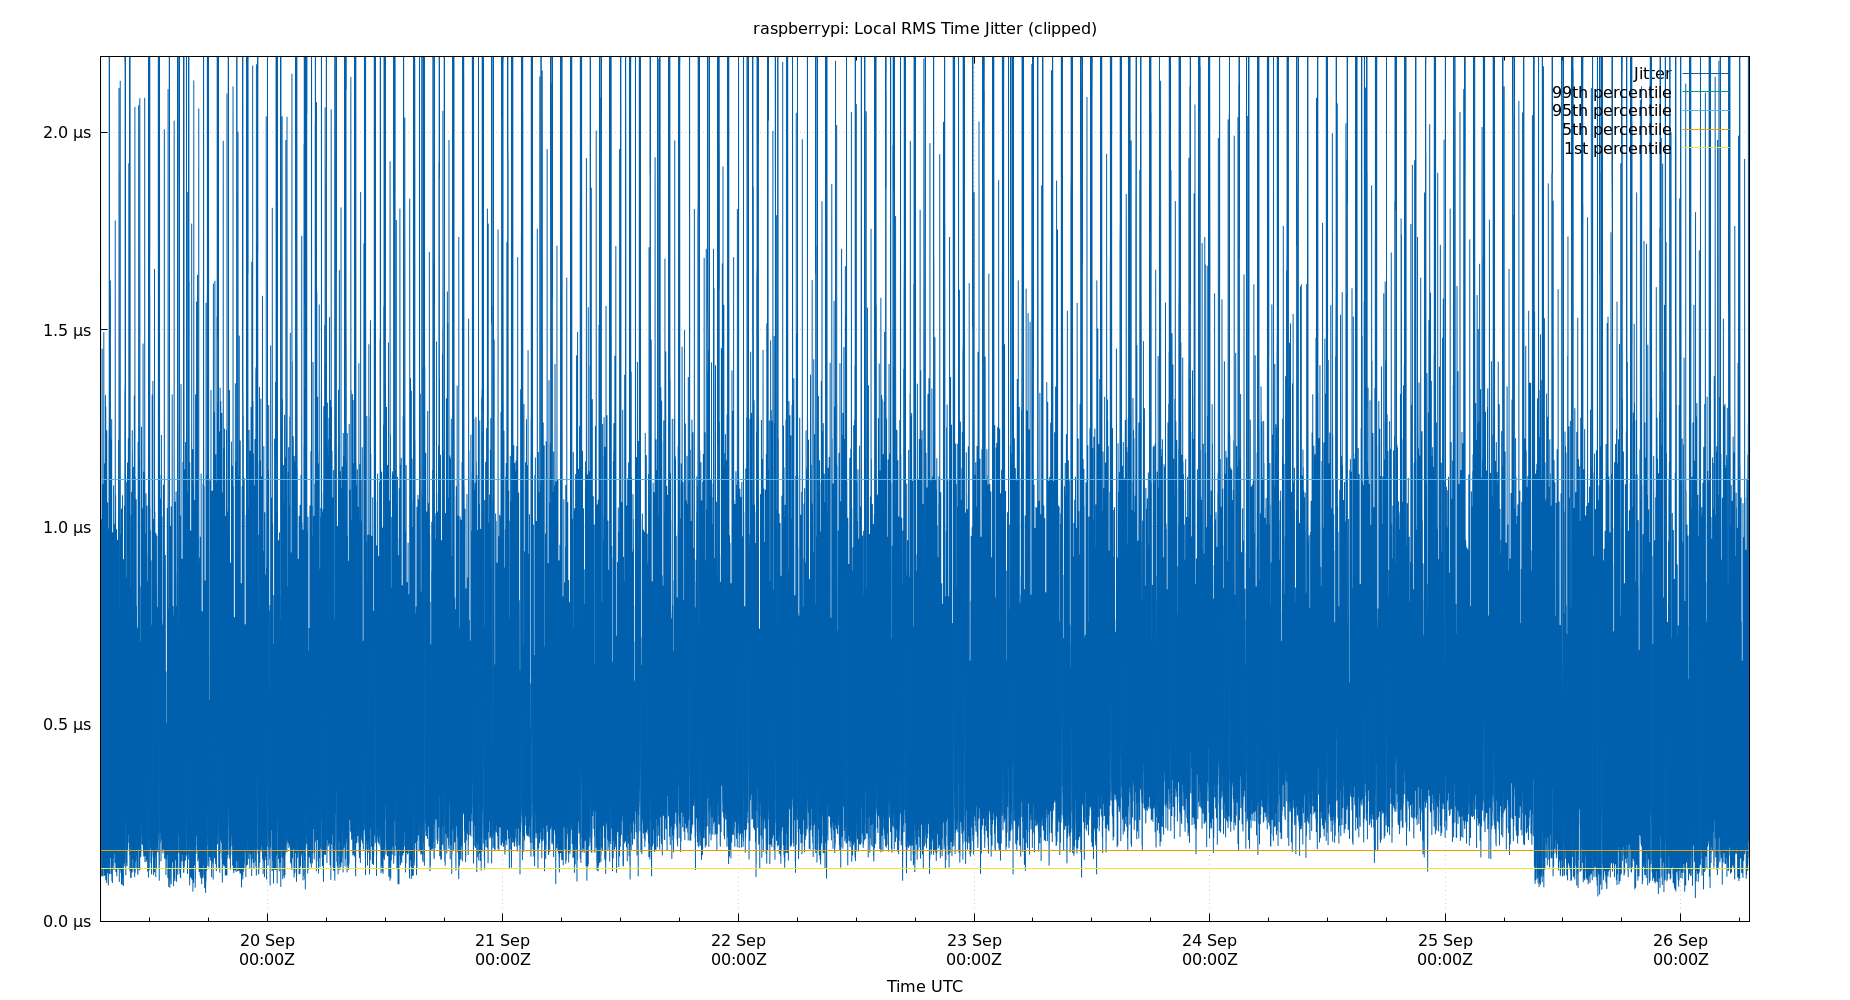 raspberrypi: Local RMS Time Jitter (clipped)
Jitter
99th percentile
95th percentile
5th percentile
1st percentile
2.0 µs
1.5 µs
1.0 µs
0.5 µs
0.0 µs
20 Sep 21 Sep 22 Sep 23 Sep 24 Sep 25 Sep 26 Sep
00:00Z 00:00Z 00:00Z 00:00Z 00:00Z 00:00Z 00:00Z
Time UTC